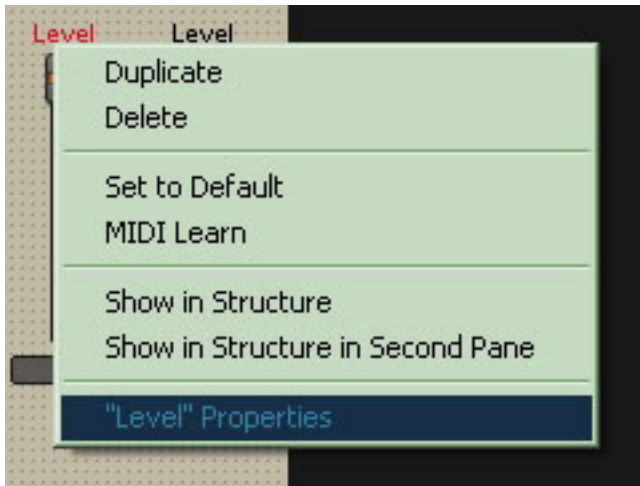 Level Level
Duplicate
Delete
Set to Default
MIDI Learn
Show in Structure
Show in Structure in Second Pane
"Level" Properties